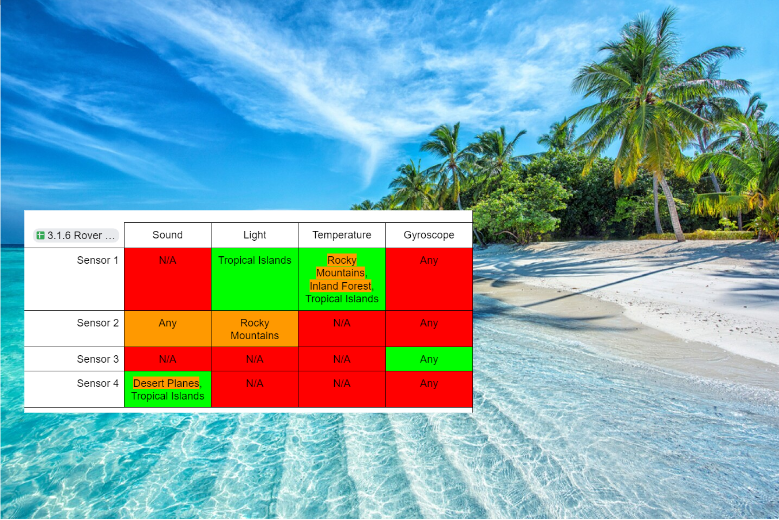 3.1.6 Rover ... Sound Light Temperature Gyroscope
Sensor 1 N/A Tropical Islands Rocky Any
Mountains,
Inland Forest,
Tropical Islands
Sensor 2 Any Rocky N/A Any
Mountains
Sensor 3 N/A N/A N/A Any
Sensor 4 Desert Planes, N/A N/A Any
Tropical Islands